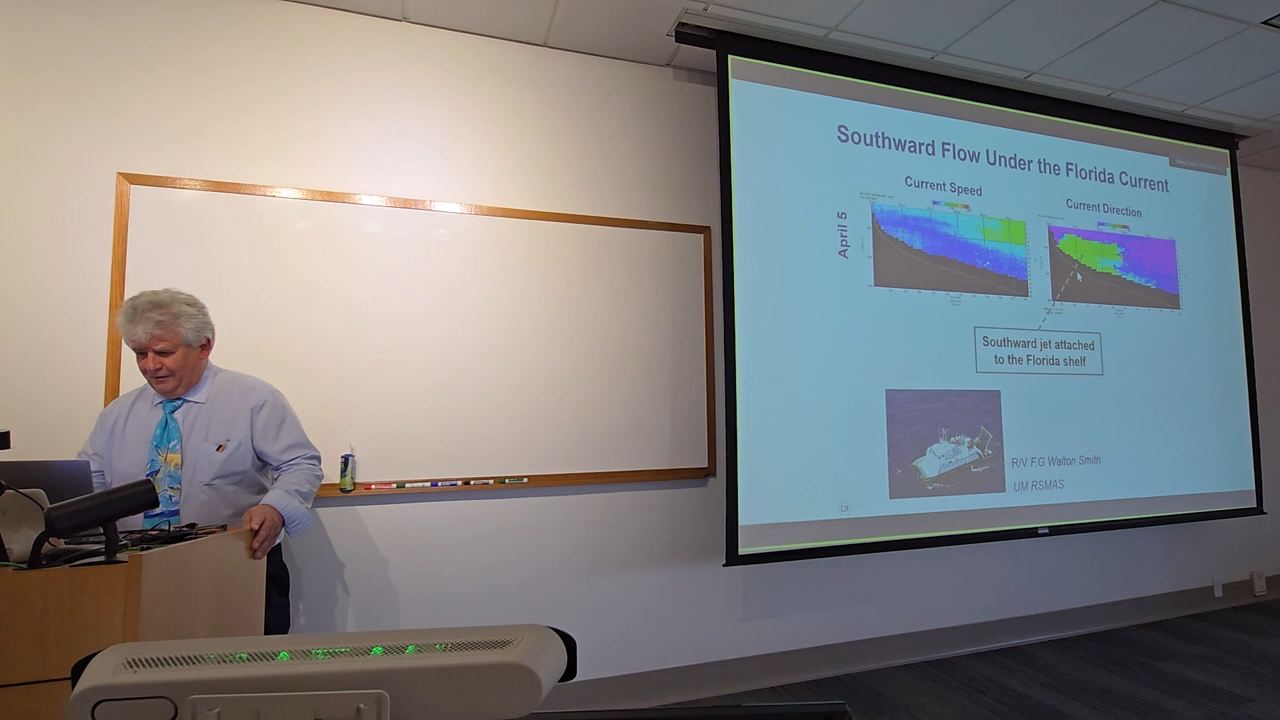 Southward Flow Under the Florida Current
Current Speed
Current Direction
April 5
Southward jet attached
to the Florida shelf
R/V F.G Walton Smith
UM RSMAS